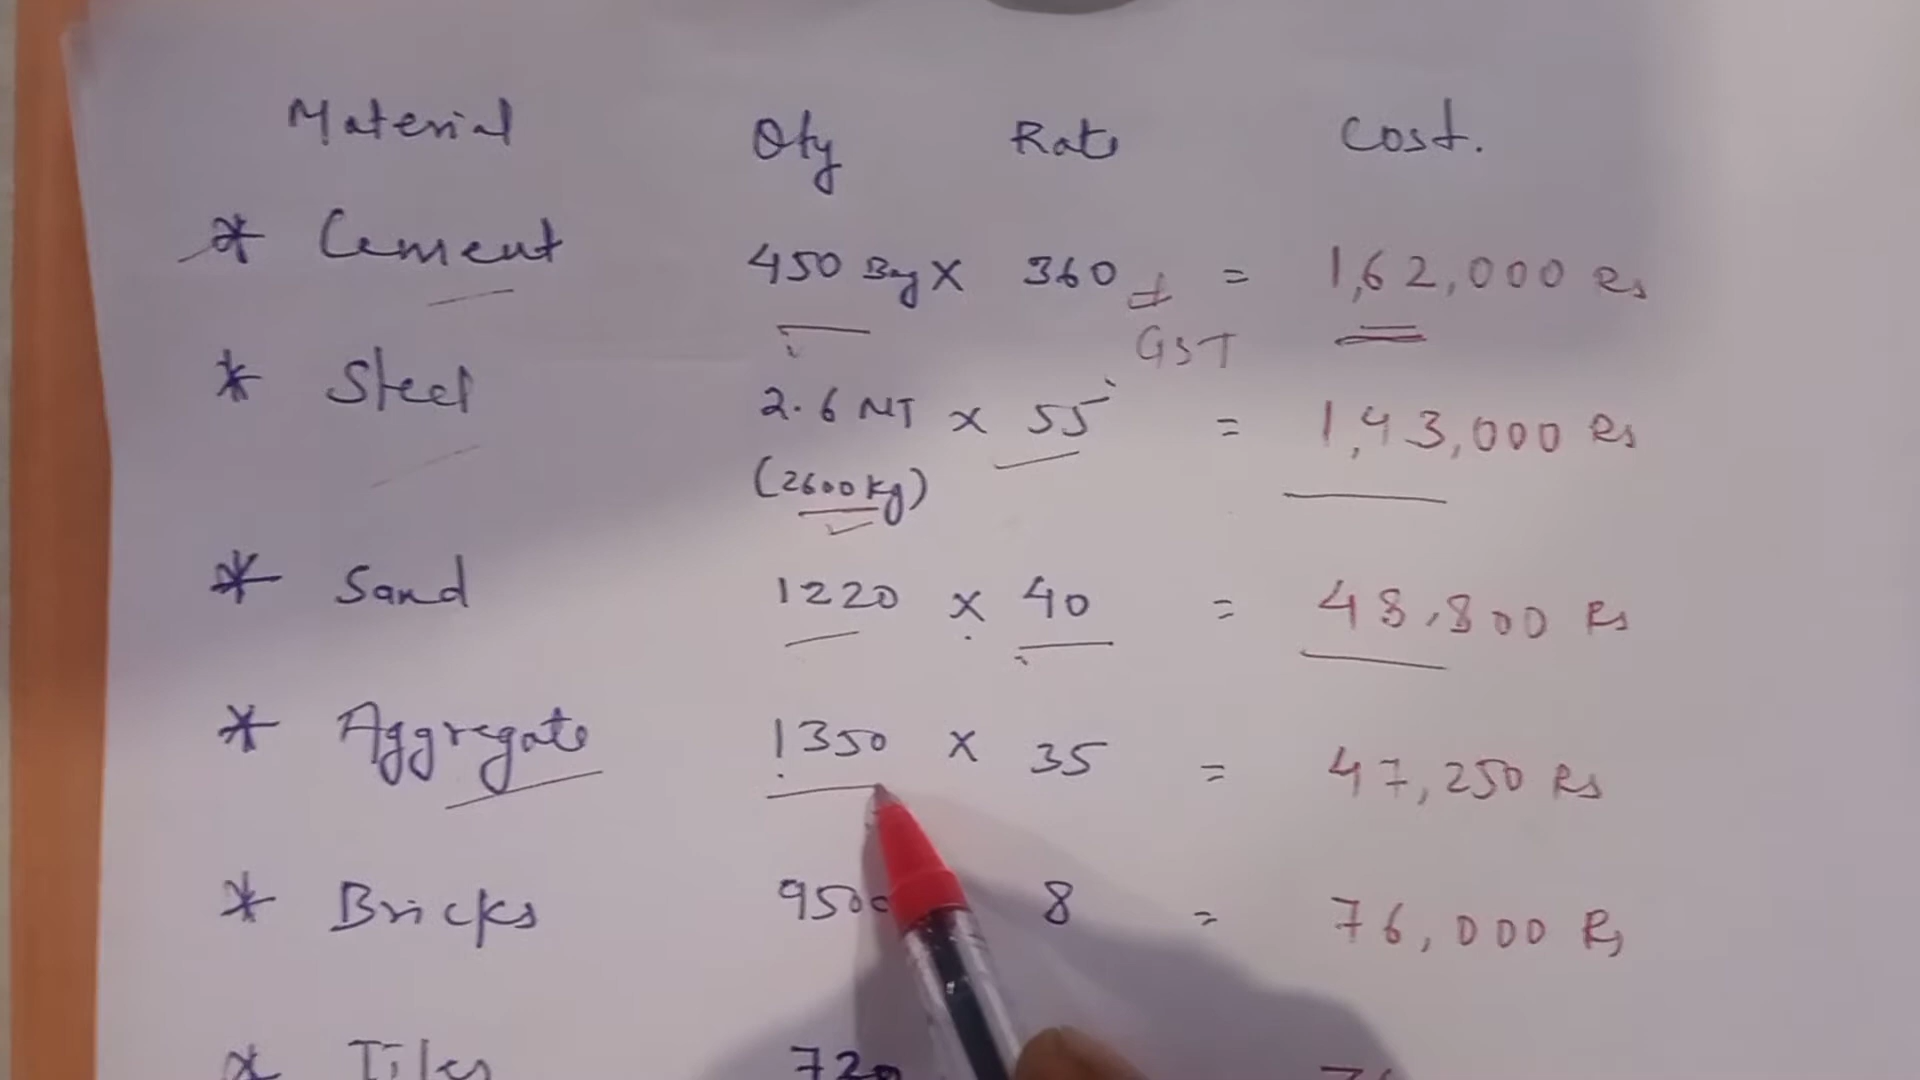 Material Qty Rate Cost.
* Cement 450 Bag X 360 + = 1,62,000 Rs
GST
* Steel 2.6 MT x 55 = 1,43,000 Rs
(2600 kg)
* Sand 1220 x 40 = 48,800 Rs
* Aggregate 1350 x 35 = 47,250 Rs
* Bricks 950 8 = 76,000 Rs
* Tiles 720